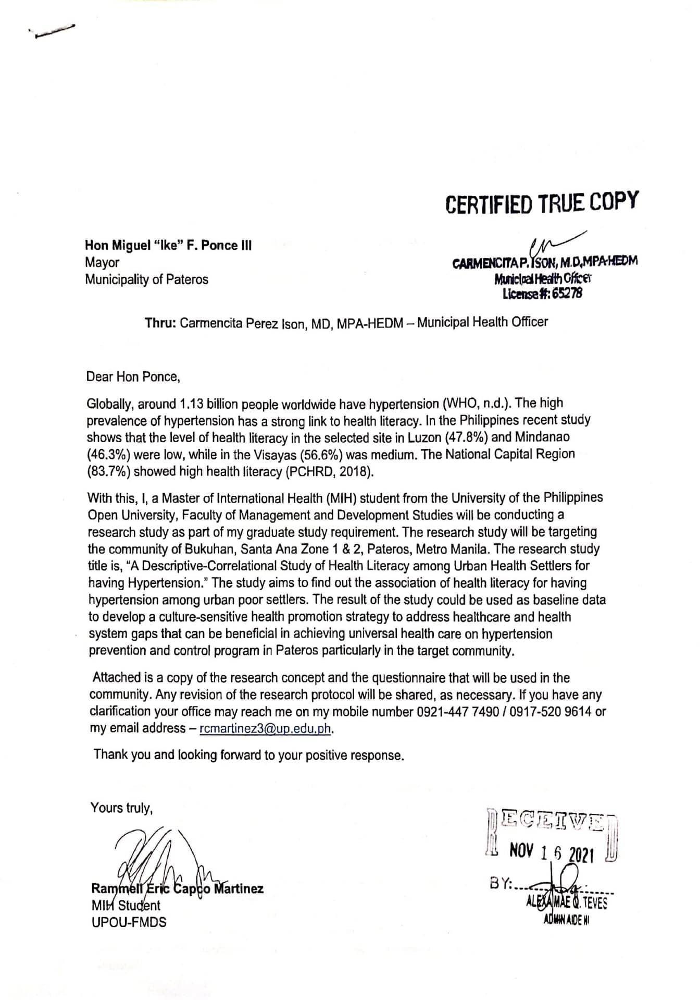 CERTIFIED TRUE COPY
Hon Miguel “Ike” F. Ponce III
Mayor
Municipality of Pateros
CARMENCITA P. ISON, M.D, MPA-HEDM
Municipal Health Officer
License #: 65278
Thru: Carmencita Perez Ison, MD, MPA-HEDM – Municipal Health Officer
Dear Hon Ponce,
Globally, around 1.13 billion people worldwide have hypertension (WHO, n.d.). The high
prevalence of hypertension has a strong link to health literacy. In the Philippines recent study
shows that the level of health literacy in the selected site in Luzon (47.8%) and Mindanao
(46.3%) were low, while in the Visayas (56.6%) was medium. The National Capital Region
(83.7%) showed high health literacy (PCHRD, 2018).
With this, I, a Master of International Health (MIH) student from the University of the Philippines
Open University, Faculty of Management and Development Studies will be conducting a
research study as part of my graduate study requirement. The research study will be targeting
the community of Bukuhan, Santa Ana Zone 1 & 2, Pateros, Metro Manila. The research study
title is, “A Descriptive-Correlational Study of Health Literacy among Urban Health Settlers for
having Hypertension.” The study aims to find out the association of health literacy for having
hypertension among urban poor settlers. The result of the study could be used as baseline data
to develop a culture-sensitive health promotion strategy to address healthcare and health
system gaps that can be beneficial in achieving universal health care on hypertension
prevention and control program in Pateros particularly in the target community.
Attached is a copy of the research concept and the questionnaire that will be used in the
community. Any revision of the research protocol will be shared, as necessary. If you have any
clarification your office may reach me on my mobile number 0921-447 7490 / 0917-520 9614 or
my email address – rcmartinez3@up.edu.ph.
Thank you and looking forward to your positive response.
Yours truly,
Rammell Eric Capco Martinez
MIH Student
UPOU-FMDS
RECEIVED
NOV 16 2021
BY:
ALEXA MAE Q. TEVES
ADMIN AIDE III